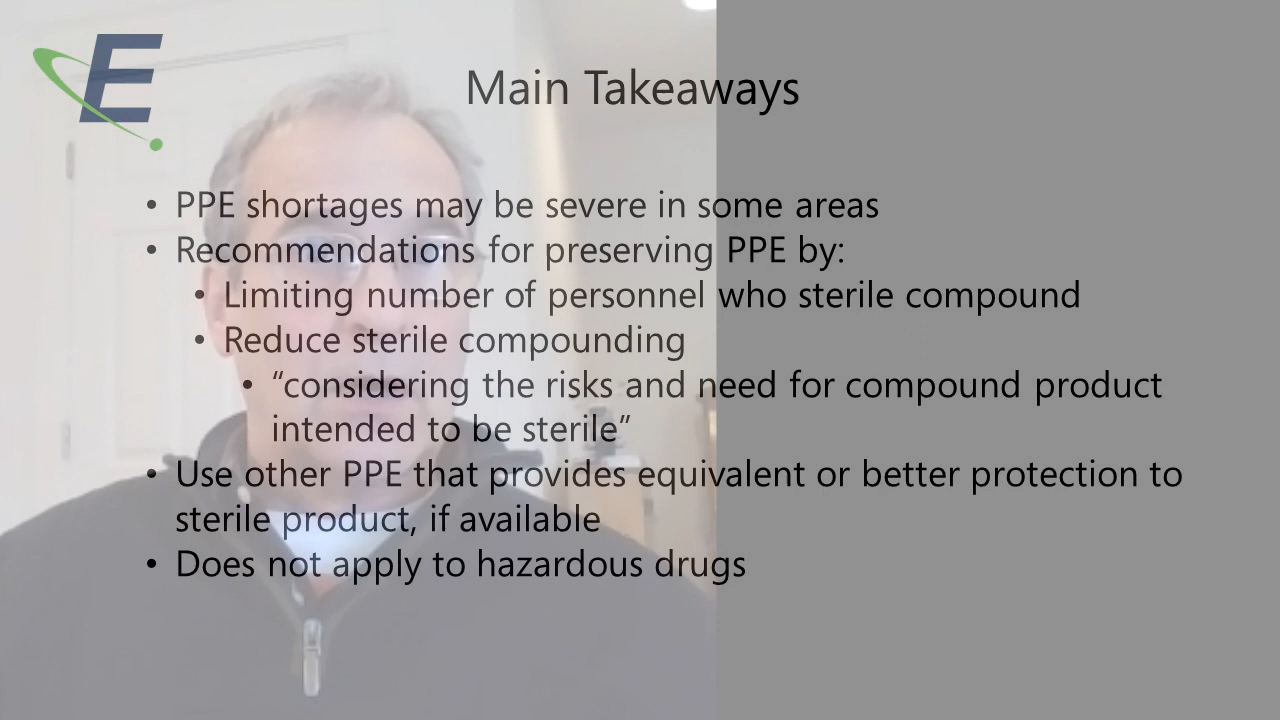 E
Main Takeaways
• PPE shortages may be severe in some areas
• Recommendations for preserving PPE by:
• Limiting number of personnel who sterile compound
• Reduce sterile compounding
• “considering the risks and need for compound product
intended to be sterile”
• Use other PPE that provides equivalent or better protection to
sterile product, if available
• Does not apply to hazardous drugs